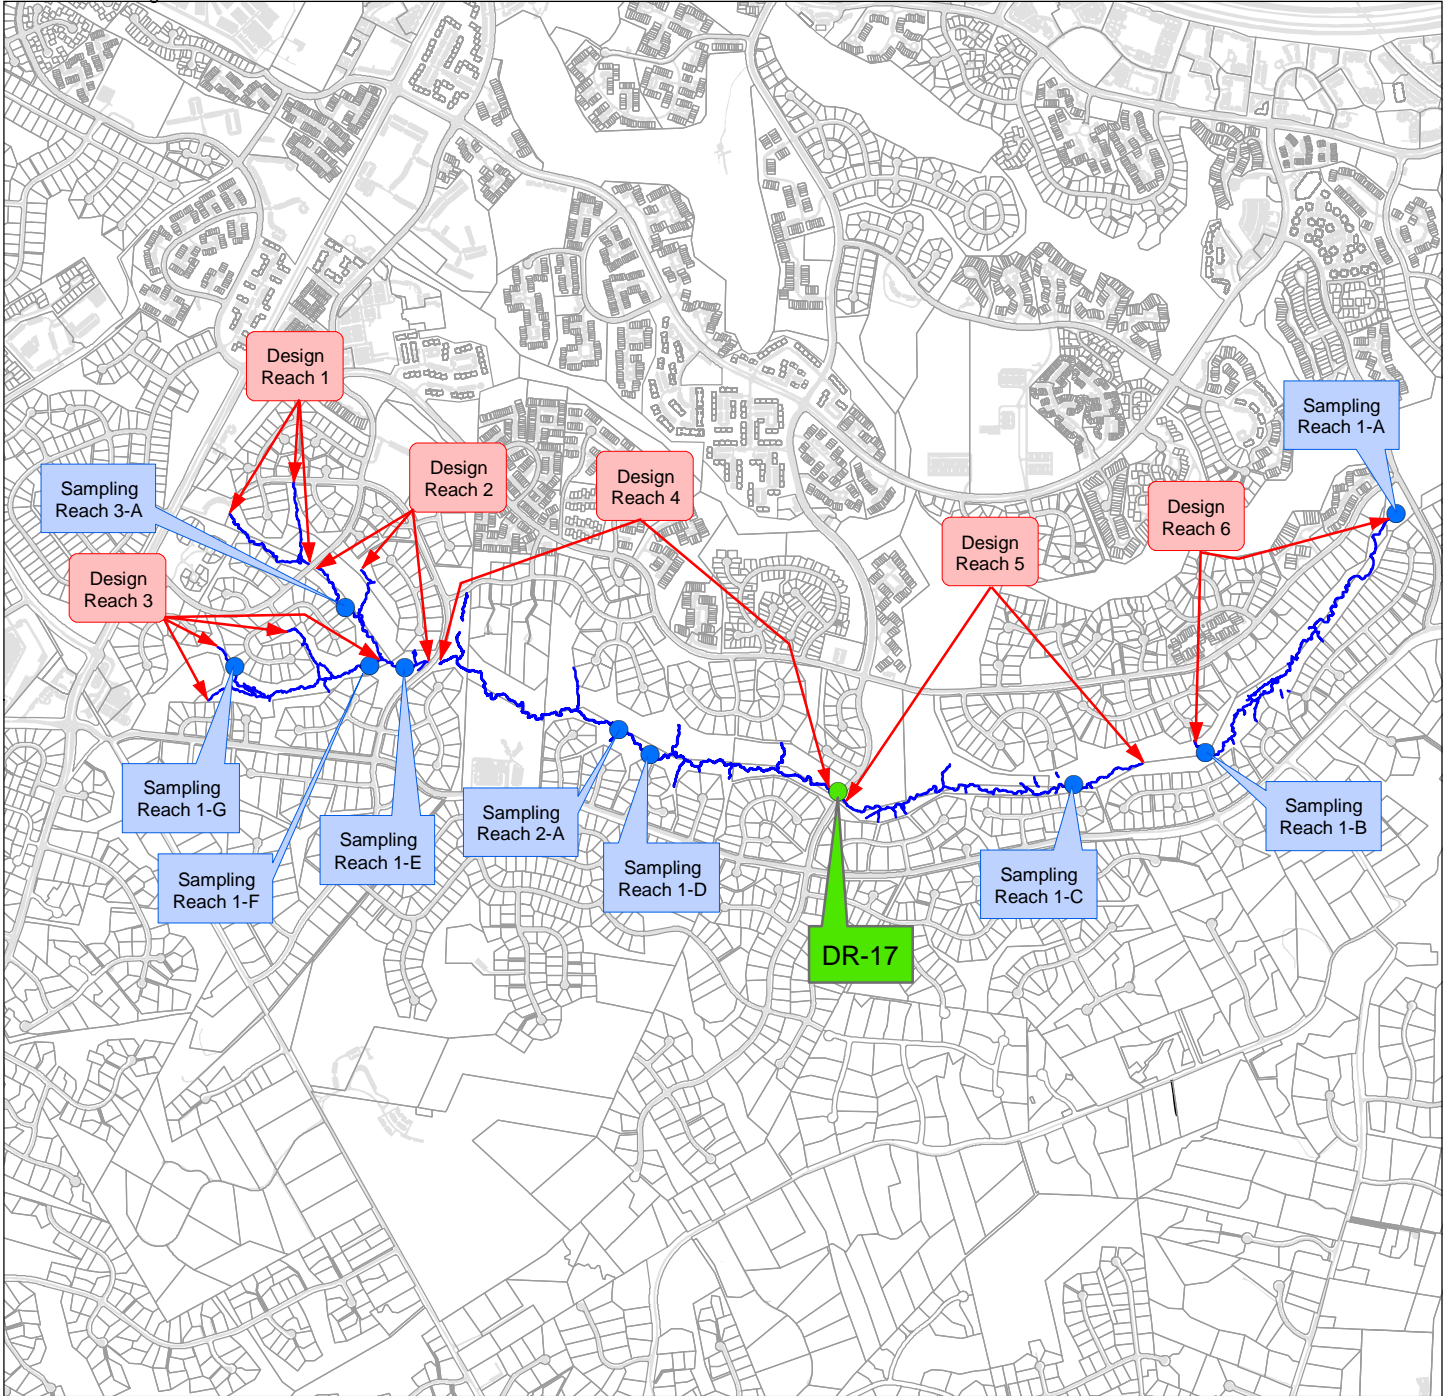 Design
Reach 1
Sampling
Reach 1-A
Design
Reach 2
Design
Reach 4
Sampling
Reach 3-A
Design
Reach 6
Design
Reach 5
Design
Reach 3
Sampling
Reach 1-G
Sampling
Reach 2-A
Sampling
Reach 1-B
Sampling
Reach 1-E
Sampling
Reach 1-D
Sampling
Reach 1-C
Sampling
Reach 1-F
DR-17